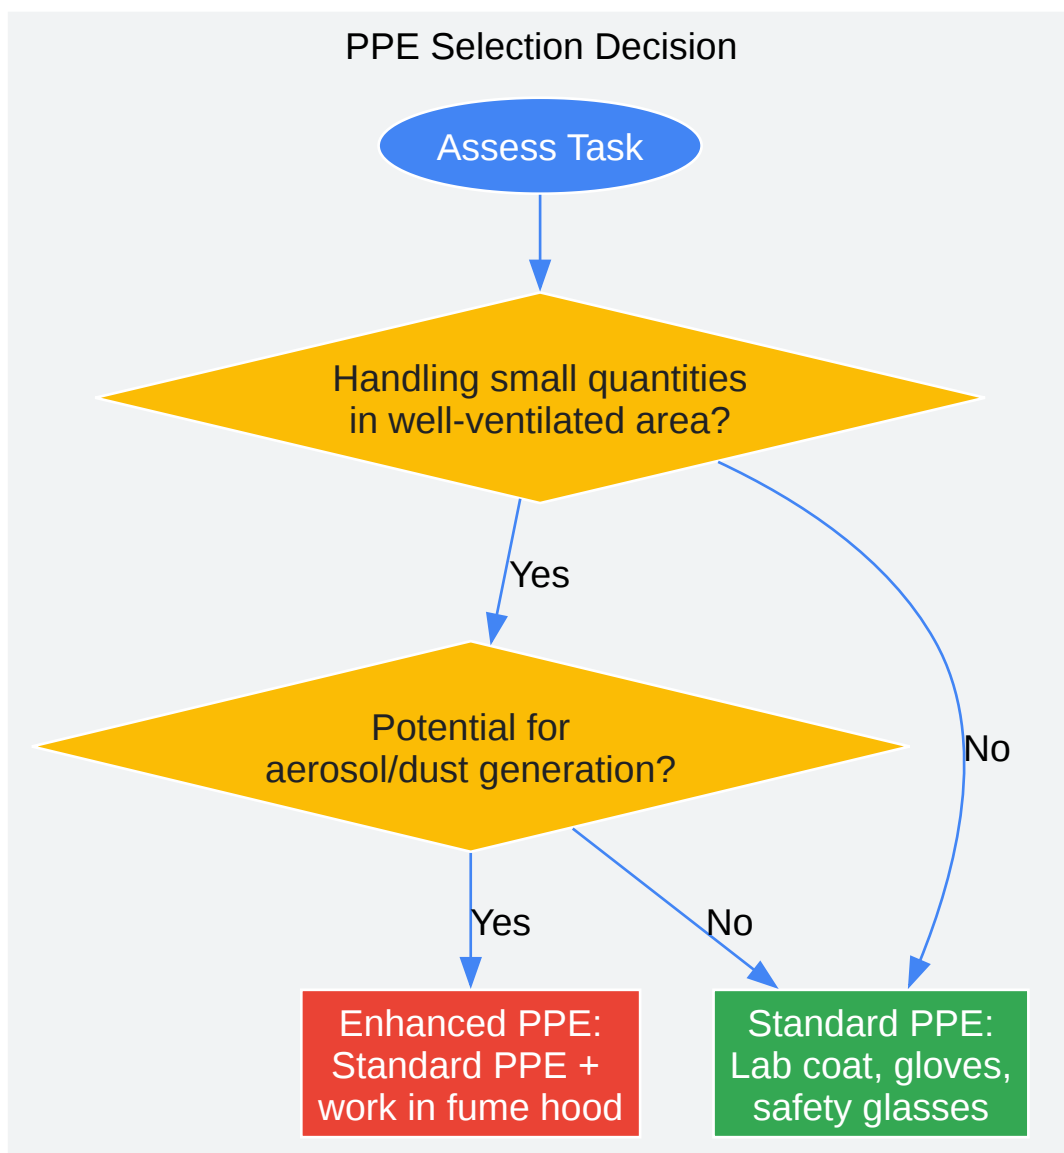 PPE Selection Decision
Assess Task
Handling small quantities
in well-ventilated area?
Yes
Potential for
aerosol/dust generation?
No
Yes
No
Enhanced PPE:
Standard PPE +
work in fume hood
Standard PPE:
Lab coat, gloves,
safety glasses